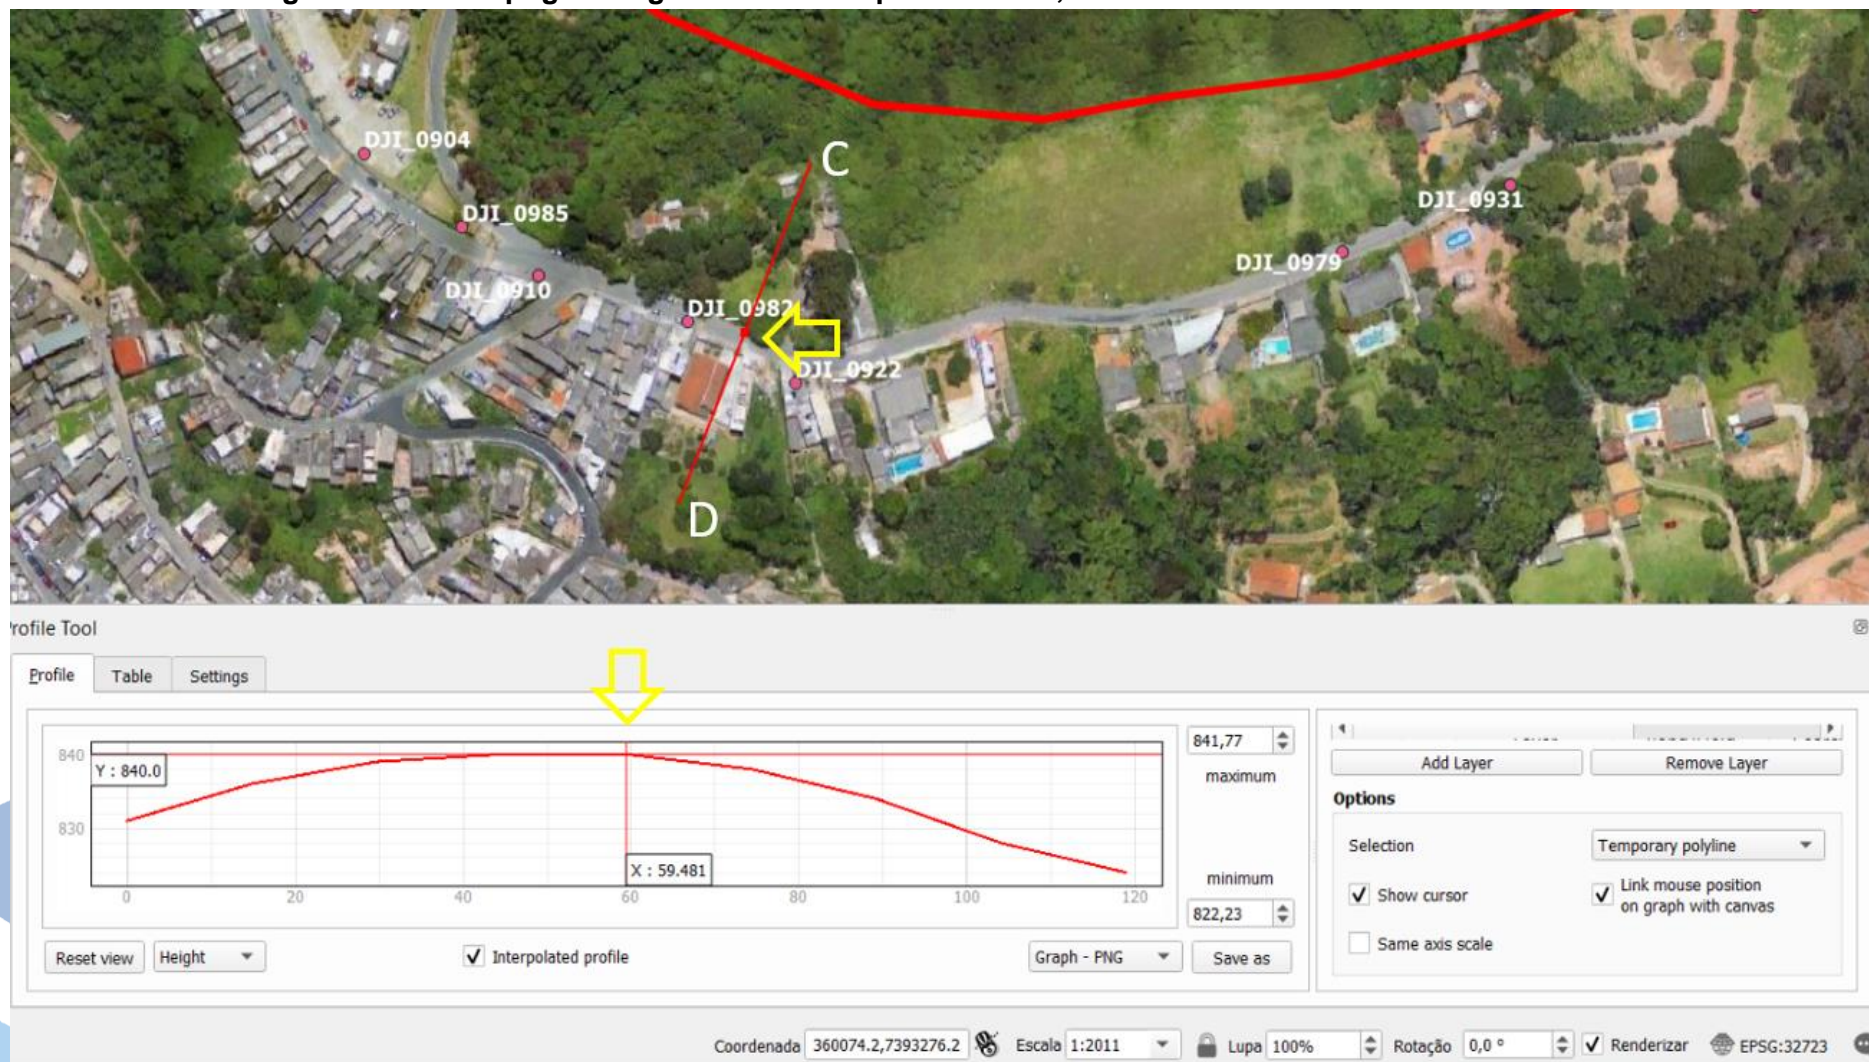 DJI_0904
C
DJI_0985
DJI_0931
DJI_0979
DJI_0910
DJI_0982
DJI_0922
D
rofile Tool
Profile Table Settings
840
Y : 840.0
830
X : 59.481
0 20 40 60 80 100 120
841,77
maximum
minimum
822,23
Reset view Height Interpolated profile Graph - PNG Save as
Add Layer Remove Layer
Options
Selection Temporary polyline
Show cursor Link mouse position
on graph with canvas
Same axis scale
Coordenada 360074.2,7393276.2 Escala 1:2011 Lupa 100% Rotação 0,0 ° Renderizar EPSG:32723